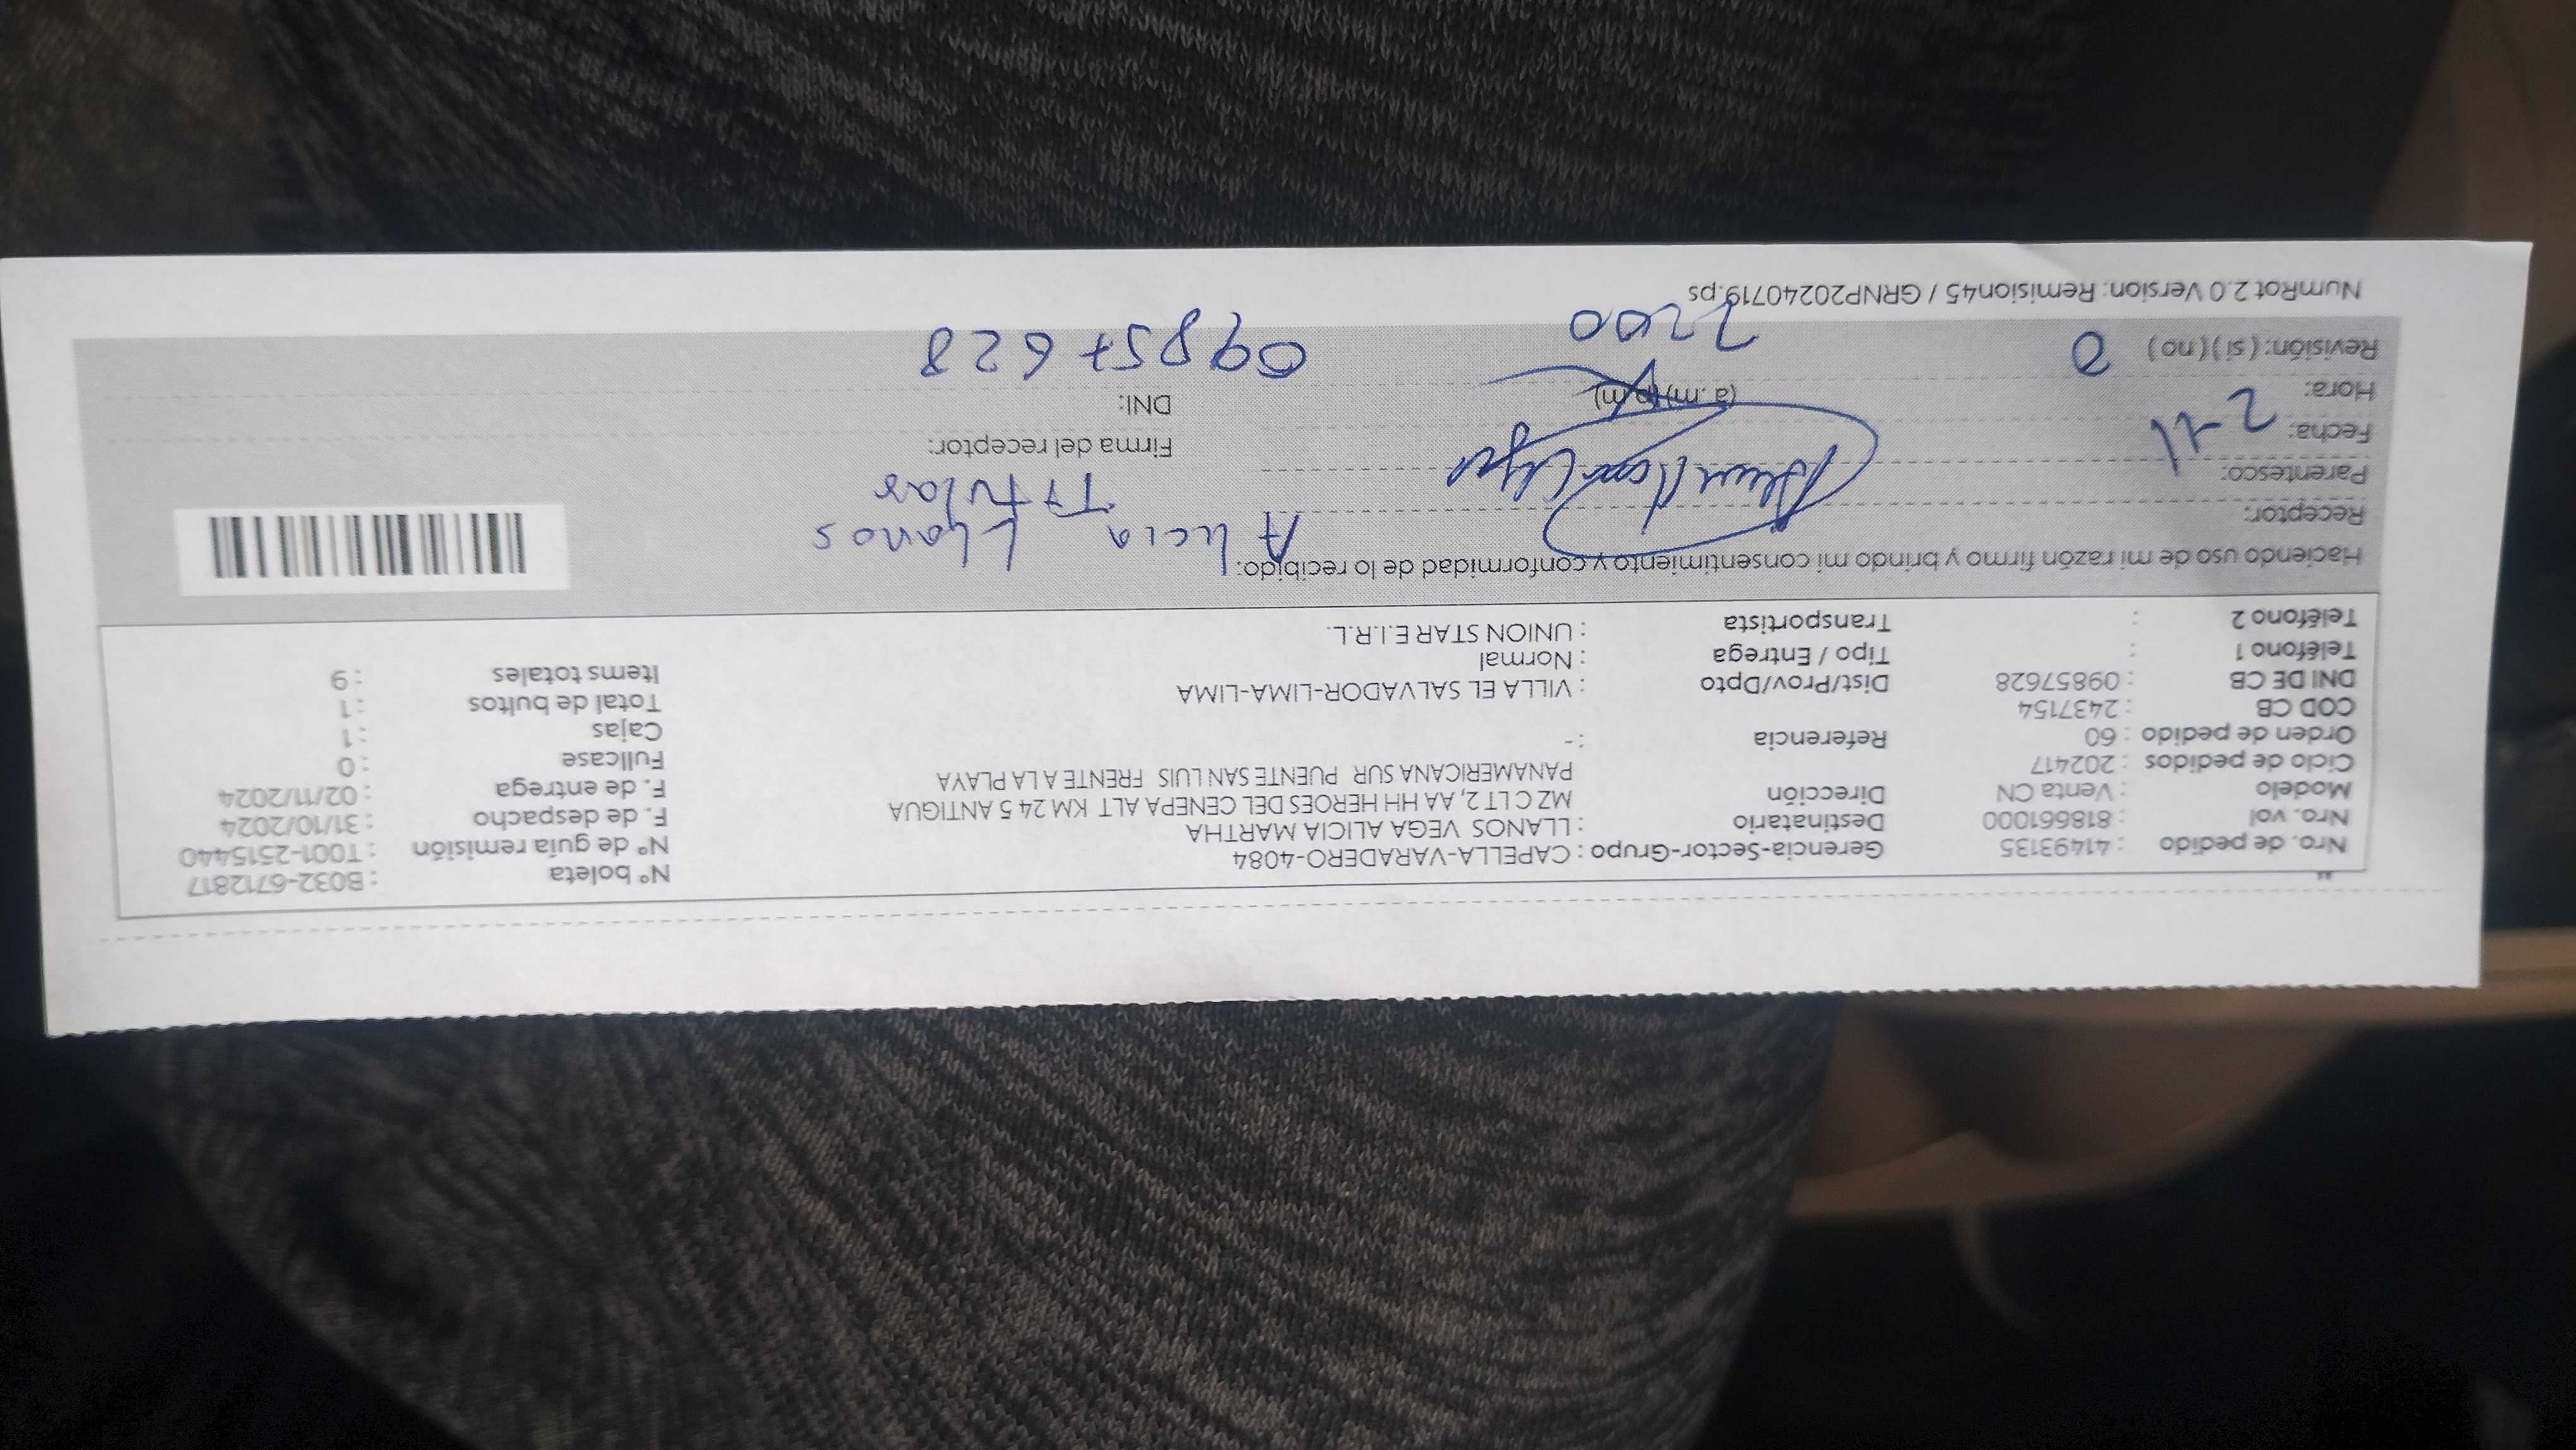 Nro. de pedido : 41493135 Gerencia-Sector-Grupo : CAPELLA-VARADERO-4084 N° boleta : B032-6712817
Nro. vol : 818661000 Destinatario : LLANOS VEGA ALICIA MARTHA N° de guía remisión : T001-2515440
Modelo : Venta CN Dirección MZ C LT 2, AA HH HEROES DEL CENEPA ALT KM 24 5 ANTIGUA F. de despacho : 31/10/2024
Ciclo de pedidos : 202417 PANAMERICANA SUR PUENTE SAN LUIS FRENTE A LA PLAYA F. de entrega : 02/11/2024
Orden de pedido : 60 Referencia : - Fullcase : 0
COD CB : 2437154 Cajas : 1
DNI DE CB : 09857628 Dist/Prov/Dpto : VILLA EL SALVADOR-LIMA-LIMA Total de bultos : 1
Teléfono 1 : Tipo / Entrega : Normal Items totales : 9
Teléfono 2 : Transportista : UNION STAR E.I.R.L.
Haciendo uso de mi razón firmo y brindo mi consentimiento y conformidad de lo recibido:
Receptor: Alicia Llanos
Parentesco: Titular
Fecha: 2-11 Firma del receptor:
Hora: (a .m) (p.m) DNI:
Revisión: ( sí ) ( no ) 09857628
NumRot 2.0 Version: Remision45 / GRNP20240719.ps